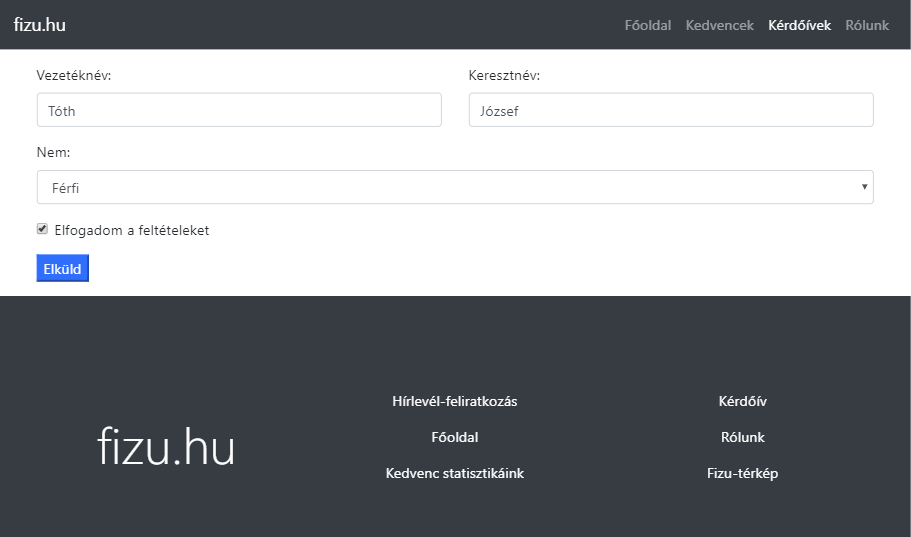 fizu.hu Főoldal Kedvencek Kérdőívek Rólunk
Vezetéknév: Keresztnév:
Tóth József
Nem:
Férfi
Elfogadom a feltételeket
Elküld
Hírlevél-feliratkozás Kérdőív
fizu.hu Főoldal Rólunk
Kedvenc statisztikáink Fizu-térkép